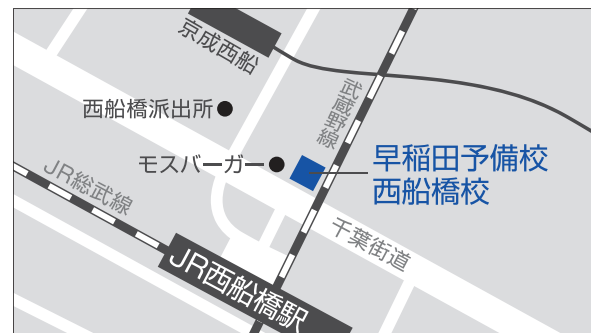 京成西船
西船橋派出所
武蔵野線
モスバーガー
早稲田予備校
西船橋校
JR総武線
千葉街道
JR西船橋駅